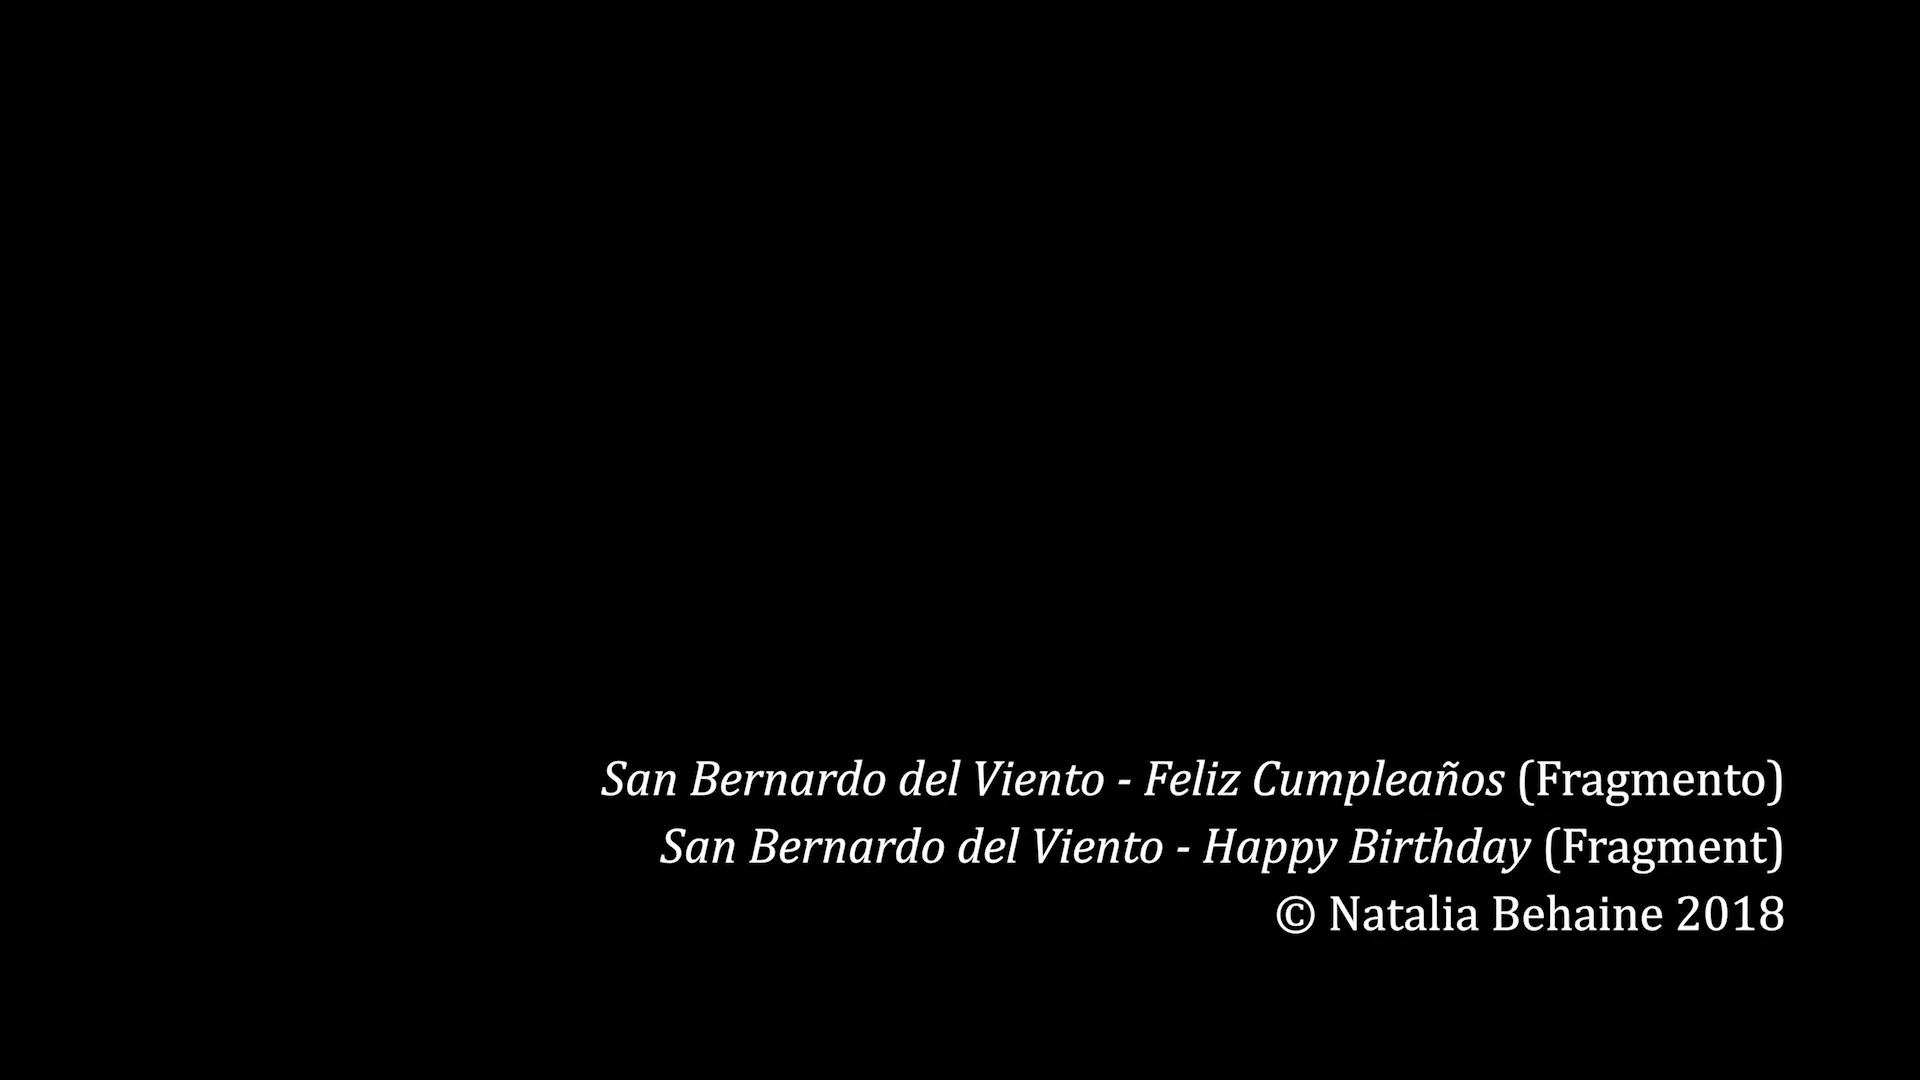 San Bernardo del Viento - Feliz Cumpleaños (Fragmento)
San Bernardo del Viento - Happy Birthday (Fragment)
© Natalia Behaine 2018